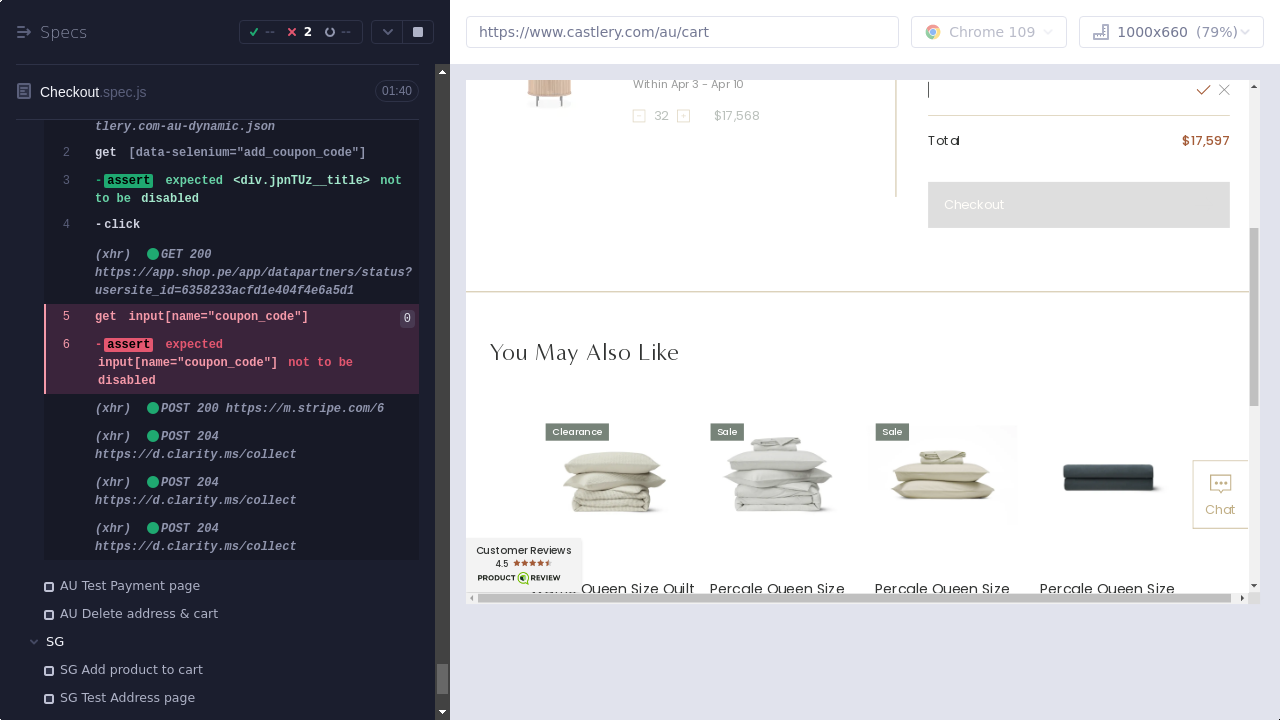 Specs
-- 2 --
https://www.castlery.com/au/cart
Chrome 109
1000x660 (79%)
Checkout.spec.js
01:40
tlery.com-au-dynamic.json
2 get [data-selenium="add_coupon_code"]
3 -assert expected <div.jpnTUz__title> not
to be disabled
4 -click
(xhr) GET 200
https://app.shop.pe/app/datapartners/status?
usersite_id=6358233acfd1e404f4e6a5d1
5 get input[name="coupon_code"] 0
6 -assert expected
input[name="coupon_code"] not to be
disabled
(xhr) POST 200 https://m.stripe.com/6
(xhr) POST 204
https://d.clarity.ms/collect
(xhr) POST 204
https://d.clarity.ms/collect
(xhr) POST 204
https://d.clarity.ms/collect
AU Test Payment page
AU Delete address & cart
SG
SG Add product to cart
SG Test Address page
Within Apr 3 - Apr 10
- 32 + $17,568
Total $17,597
Checkout
You May Also Like
Clearance
Sale
Sale
Chat
Customer Reviews
4.5
PRODUCT REVIEW
Queen Size Quilt
Percale Queen Size
Percale Queen Size
Percale Queen Size